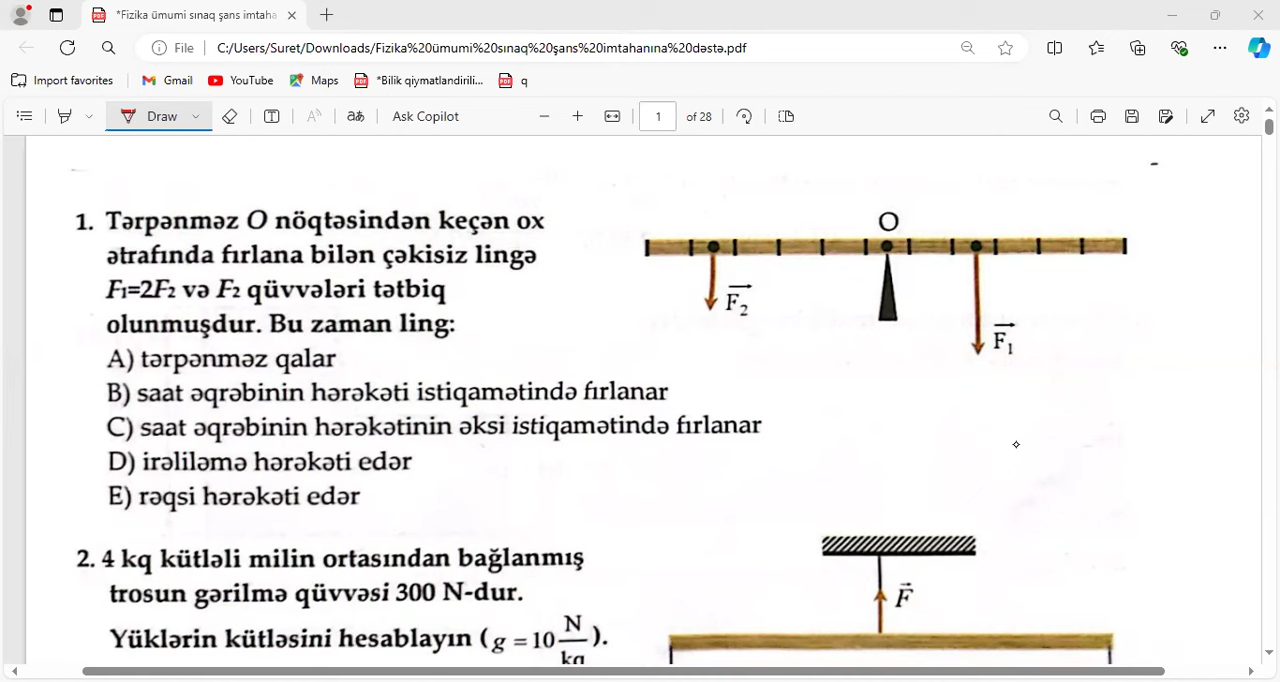 *Fizika ümumi sınaq şans imtaha
File
C:/Users/Suret/Downloads/Fizika%20ümumi%20sınaq%20şans%20imtahanına%20dəstə.pdf
Import favorites
Gmail
YouTube
Maps
*Bilik qiymatlandirili...
q
Draw
aあ
Ask Copilot
1 of 28
1. Tərpənməz O nöqtəsindən keçən ox
ətrafında fırlana bilən çəkisiz lingə
F₁=2F₂ və F₂ qüvvələri tətbiq
olunmuşdur. Bu zaman ling:
A) tərpənməz qalar
B) saat əqrəbinin hərəkəti istiqamətində fırlanar
C) saat əqrəbinin hərəkətinin əksi istiqamətində fırlanar
D) irəliləmə hərəkəti edər
E) rəqsi hərəkəti edər
O
F₂
F₁
2. 4 kq kütləli milin ortasından bağlanmış
trosun gərilmə qüvvəsi 300 N-dur.
Yüklərin kütləsini hesablayın (g = 10 N/kq).
F